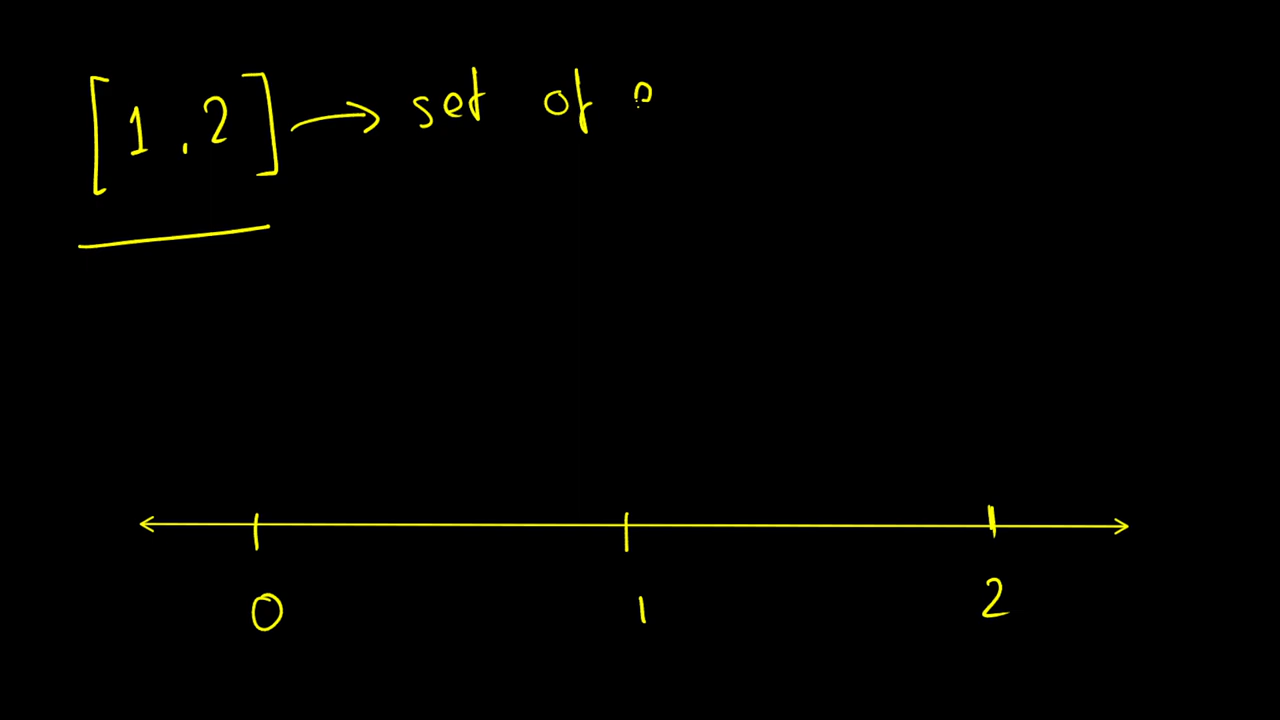 [1,2] → set of
0 1 2